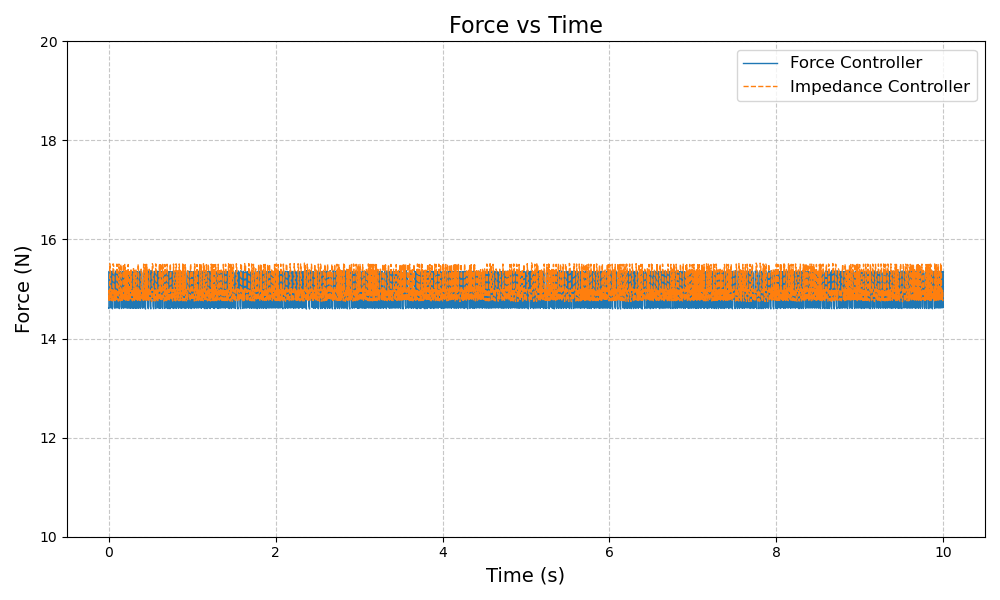 Force vs Time
Force Controller
Impedance Controller
20
18
16
14
12
10
Force (N)
0 2 4 6 8 10
Time (s)